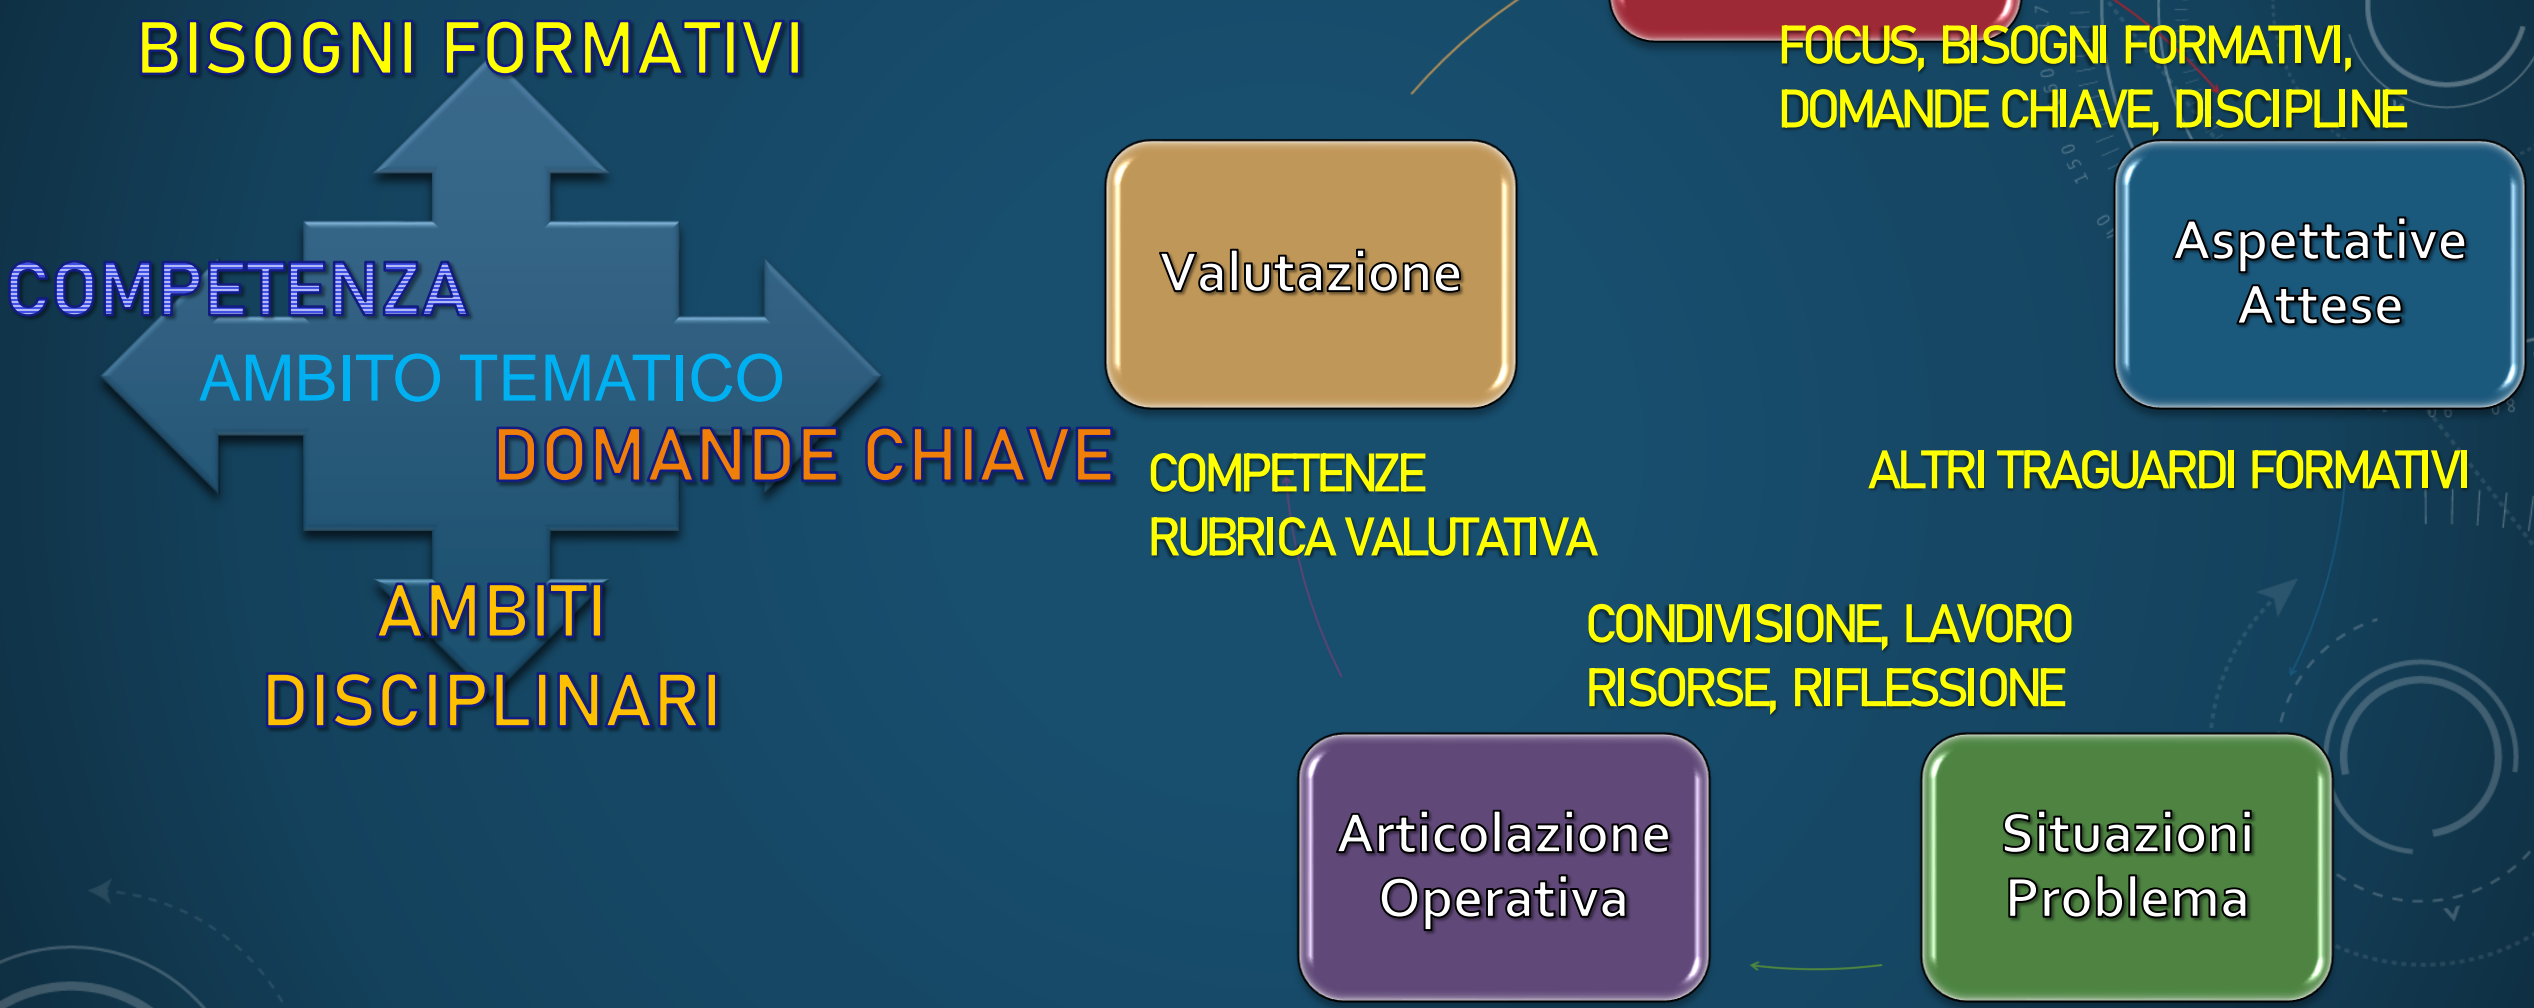 BISOGNI FORMATIVI
COMPETENZA
AMBITO TEMATICO
DOMANDE CHIAVE
AMBITI
DISCIPLINARI
FOCUS, BISOGNI FORMATIVI,
DOMANDE CHIAVE, DISCIPLINE
Valutazione
Aspettative
Attese
COMPETENZE
RUBRICA VALUTATIVA
ALTRI TRAGUARDI FORMATIVI
CONDIVISIONE, LAVORO
RISORSE, RIFLESSIONE
Articolazione
Operativa
Situazioni
Problema